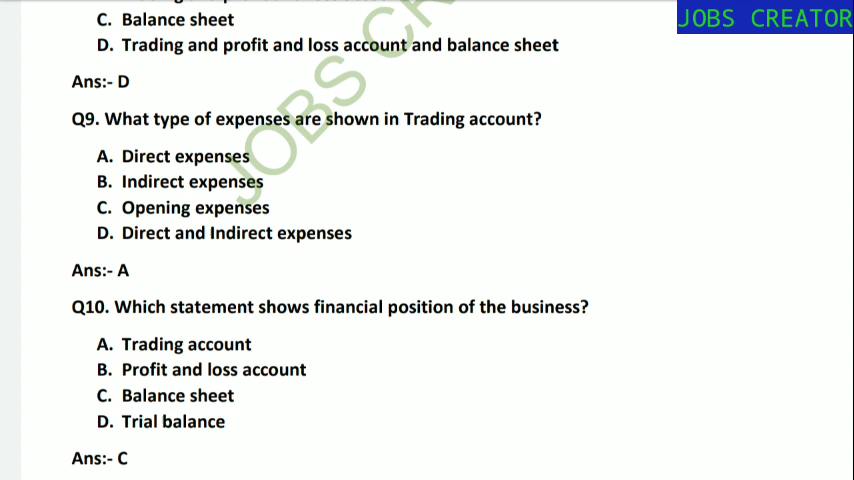 JOBS CREATOR
C. Balance sheet
D. Trading and profit and loss account and balance sheet
Ans:- D
Q9. What type of expenses are shown in Trading account?
A. Direct expenses
B. Indirect expenses
C. Opening expenses
D. Direct and Indirect expenses
Ans:- A
Q10. Which statement shows financial position of the business?
A. Trading account
B. Profit and loss account
C. Balance sheet
D. Trial balance
Ans:- C
JOBS CR